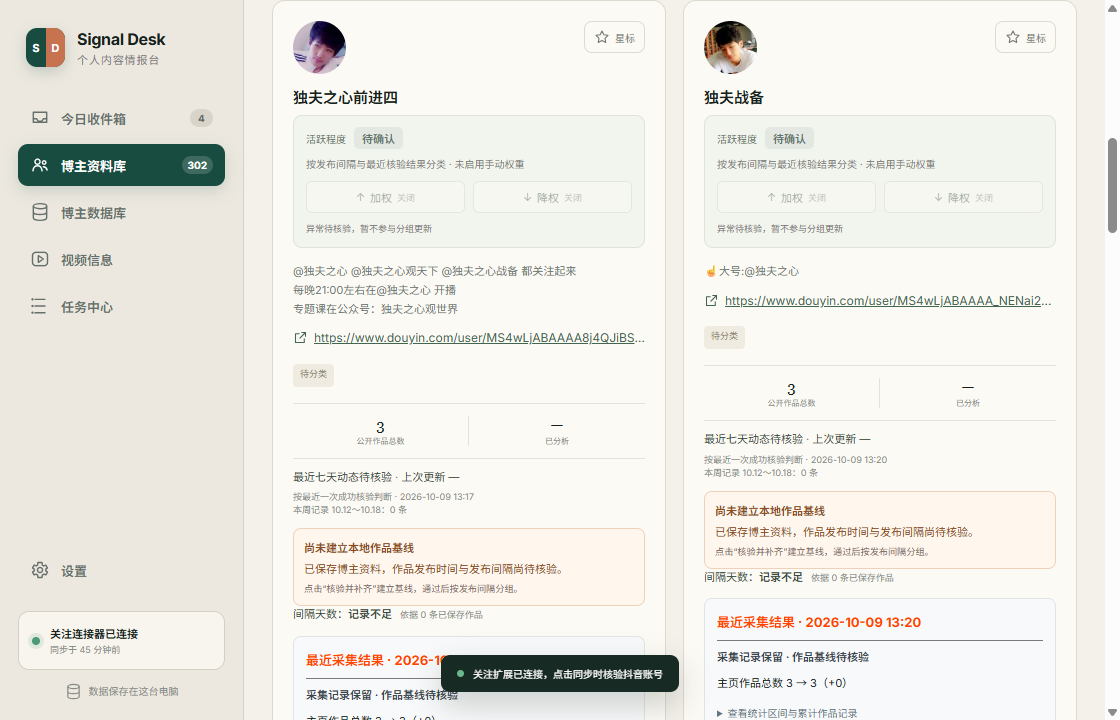 S D
Signal Desk
个人内容情报台
今日收件箱 4
博主资料库 302
博主数据库
视频信息
任务中心
设置
关注连接器已连接
同步于 45 分钟前
数据保存在这台电脑
星标
独夫之心前进四
活跃程度 待确认
按发布间隔与最近核验结果分类 · 未启用手动权重
↑ 加权 关闭
↓ 降权 关闭
异常待核验，暂不参与分组更新
@独夫之心 @独夫之心观天下 @独夫之心战备 都关注起来
每晚21:00左右在@独夫之心 开播
专题课在公众号：独夫之心观世界
https://www.douyin.com/user/MS4wLjABAAAA8j4QJiBS...
待分类
3
公开作品总数
—
已分析
最近七天动态待核验 · 上次更新 —
按最近一次成功核验判断 · 2026-10-09 13:17
本周记录 10.12～10.18：0 条
尚未建立本地作品基线
已保存博主资料，作品发布时间与发布间隔尚待核验。
点击“核验并补齐”建立基线，通过后按发布间隔分组。
间隔天数：记录不足 依据 0 条已保存作品
最近采集结果 · 2026-10
采集记录保留 · 作品基线待核验
主页作品总数 3 → 3（+0）
星标
独夫战备
活跃程度 待确认
按发布间隔与最近核验结果分类 · 未启用手动权重
↑ 加权 关闭
↓ 降权 关闭
异常待核验，暂不参与分组更新
☝️大号:@独夫之心
https://www.douyin.com/user/MS4wLjABAAAA_NENai2...
待分类
3
公开作品总数
—
已分析
最近七天动态待核验 · 上次更新 —
按最近一次成功核验判断 · 2026-10-09 13:20
本周记录 10.12～10.18：0 条
尚未建立本地作品基线
已保存博主资料，作品发布时间与发布间隔尚待核验。
点击“核验并补齐”建立基线，通过后按发布间隔分组。
间隔天数：记录不足 依据 0 条已保存作品
最近采集结果 · 2026-10-09 13:20
采集记录保留 · 作品基线待核验
主页作品总数 3 → 3（+0）
▶ 查看统计区间与累计作品记录
关注扩展已连接，点击同步时核验抖音账号